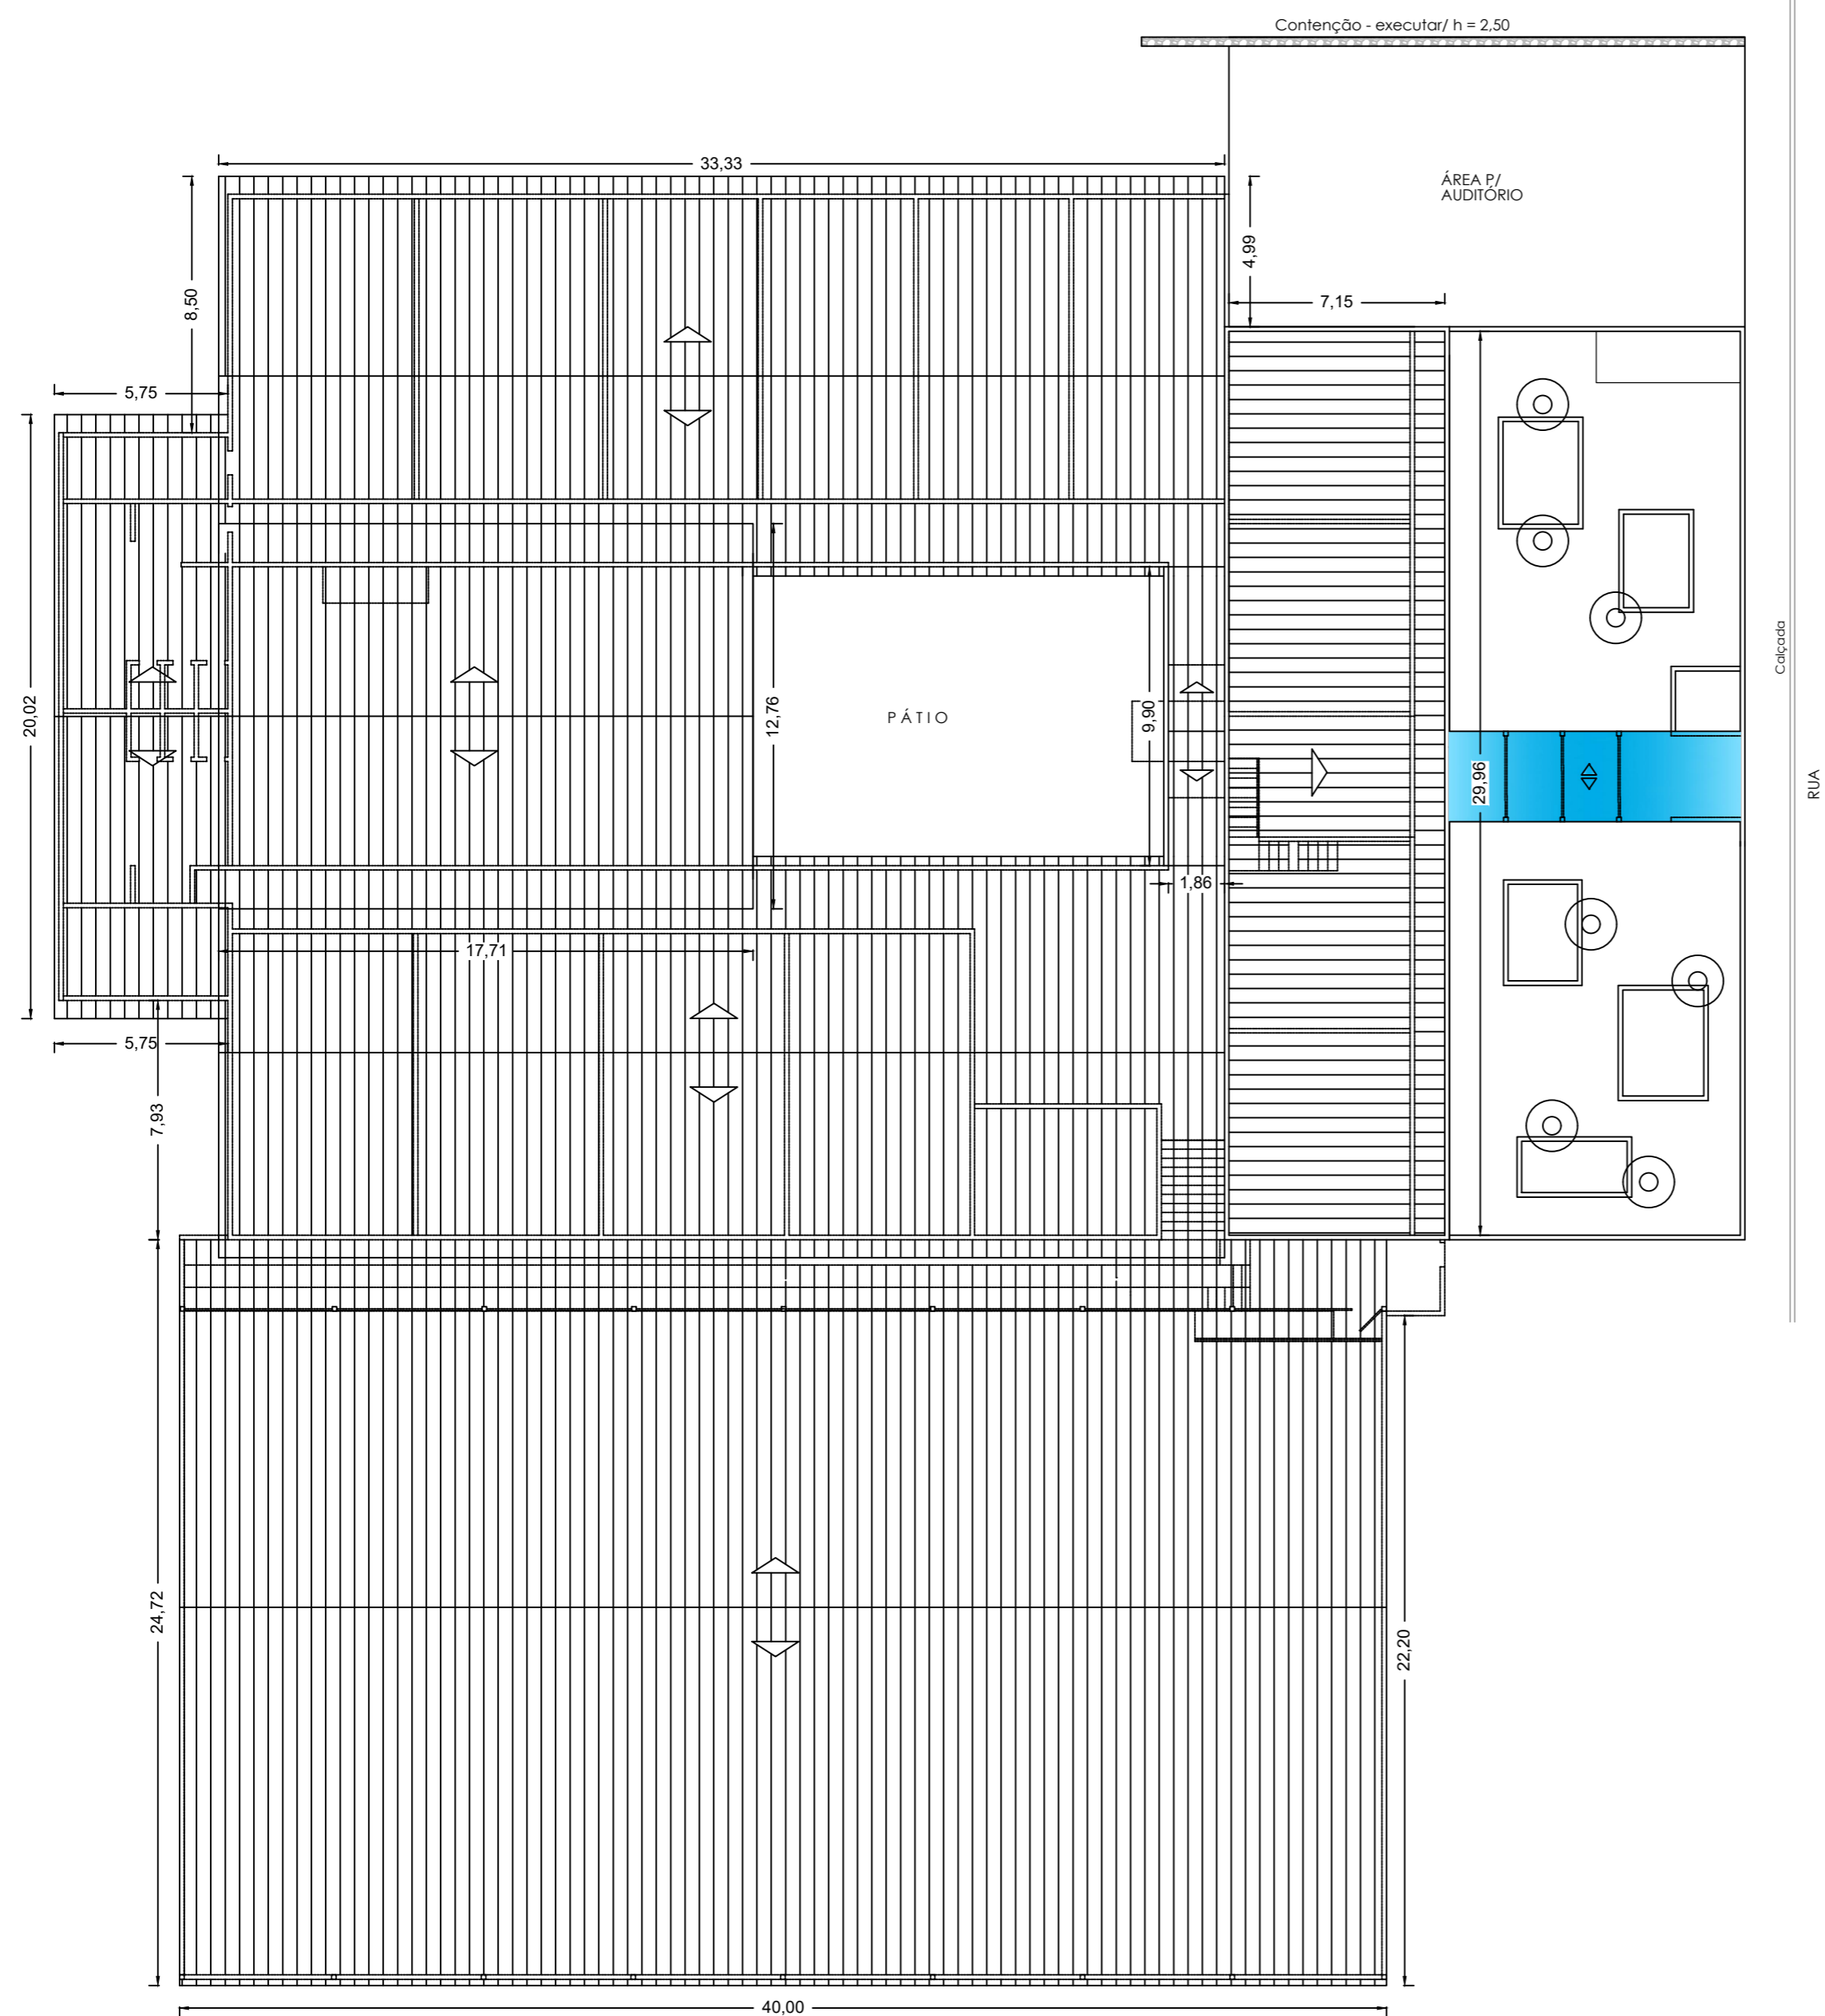 Contenção - executar/ h = 2,50
33,33
ÁREA P/
AUDITÓRIO
4,99
8,50
7,15
5,75
Calçada
20,02
12,76
PÁTIO
9,90
29,96
RUA
1,86
17,71
5,75
7,93
24,72
22,20
40,00